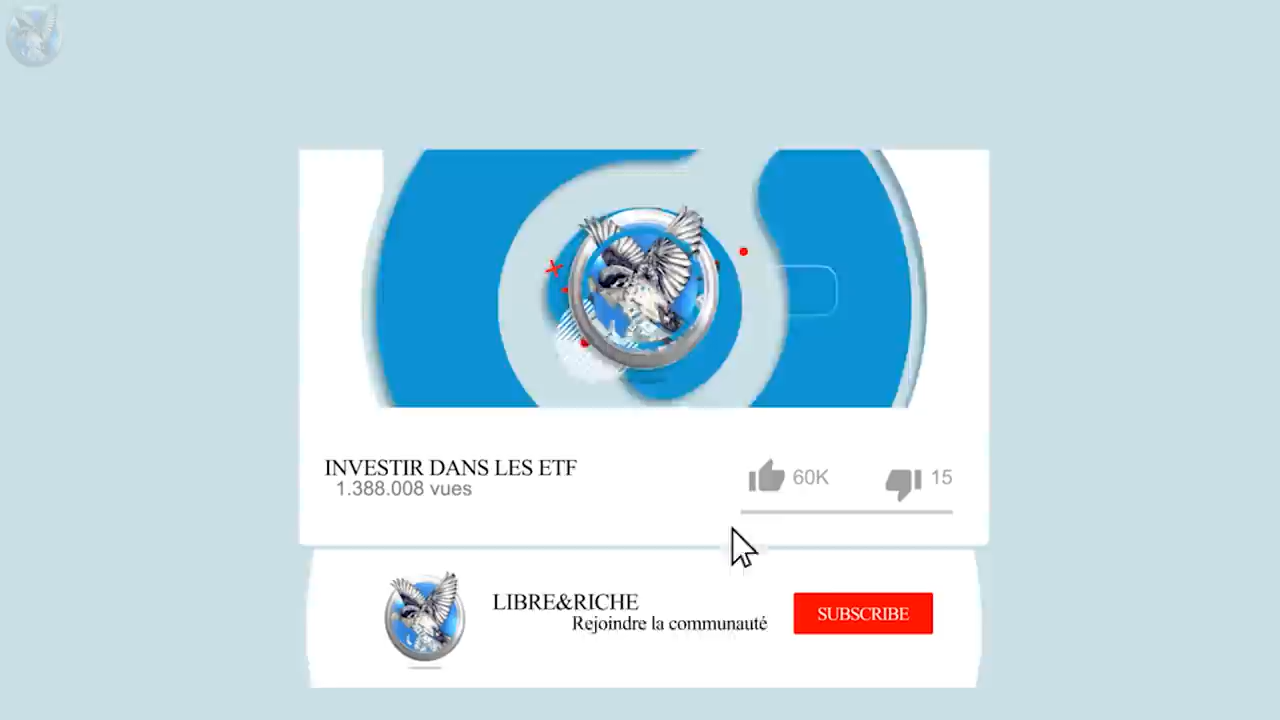 INVESTIR DANS LES ETF
1.388.008 vues
60K
15
LIBRE&RICHE
Rejoindre la communauté
SUBSCRIBE